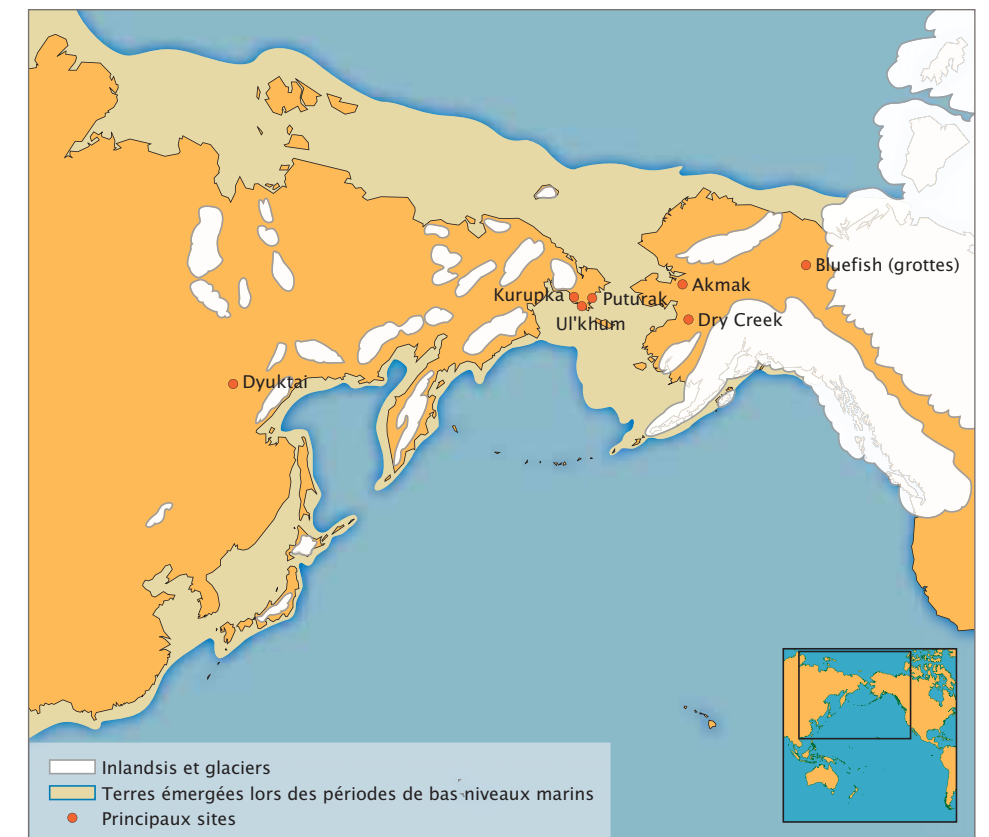 Bluefish (grottes)
Akmak
Kurupka
Puturak
Dry Creek
Ul'khum
Dyuktai
Inlandsis et glaciers
Terres émergées lors des périodes de bas niveaux marins
Principaux sites